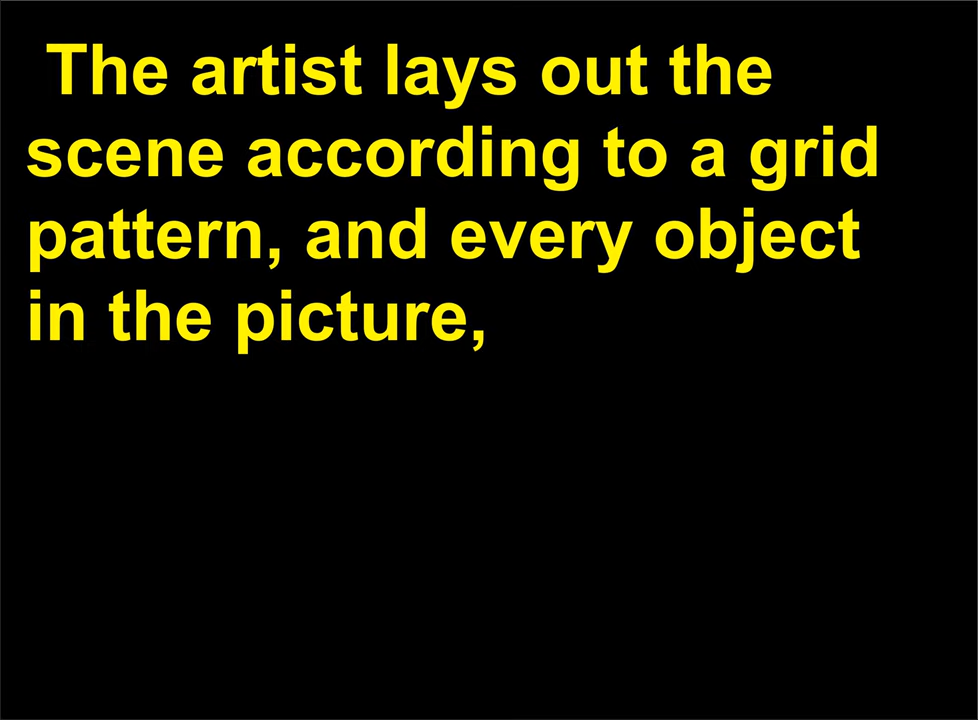 The artist lays out the
scene according to a grid
pattern, and every object
in the picture,